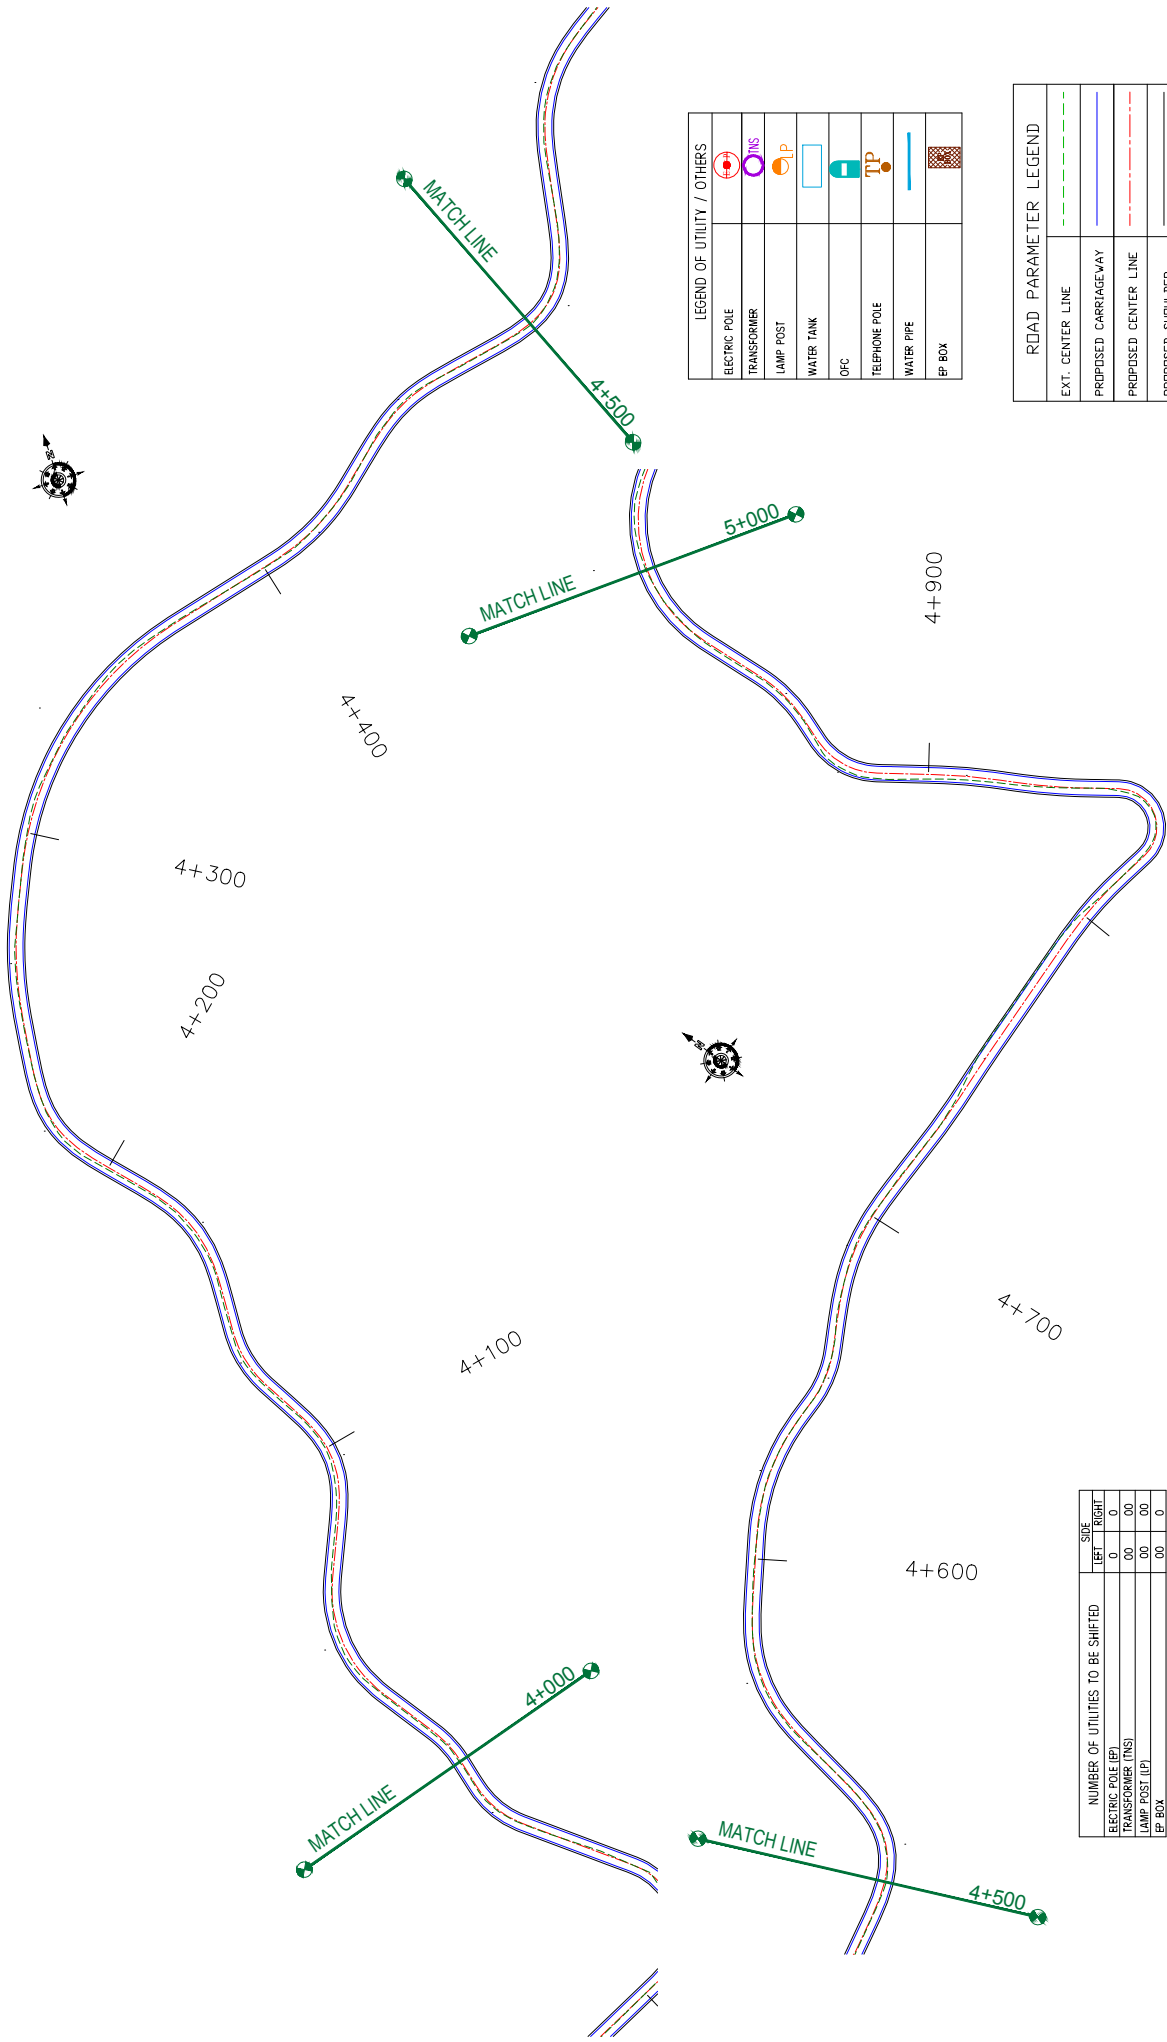 MATCH LINE
4+500
N
LEGEND OF UTILITY / OTHERS
ELECTRIC POLE
TRANSFORMER TNS
LAMP POST LP
WATER TANK
OFC
TELEPHONE POLE TP
WATER PIPE
EP BOX
ROAD PARAMETER LEGEND
EXT. CENTER LINE
PROPOSED CARRIAGEWAY
PROPOSED CENTER LINE
5+000
MATCH LINE
4+900
4+400
4+300
4+200
N
4+100
4+700
4+600
4+000
MATCH LINE
MATCH LINE
4+500
NUMBER OF UTILITIES TO BE SHIFTED SIDE
LEFT RIGHT
ELECTRIC POLE (EP) 0 0
TRANSFORMER (TNS) 00 00
LAMP POST (LP) 00 00
EP BOX 00 0